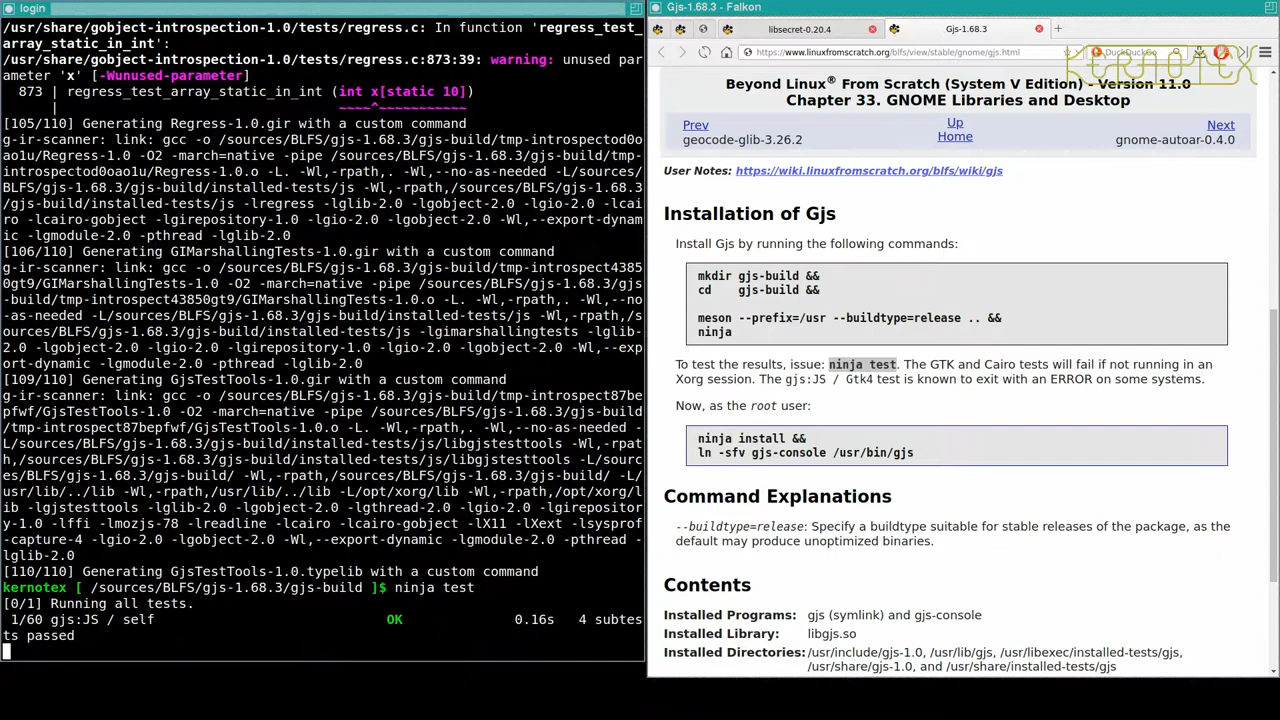 login
/usr/share/gobject-introspection-1.0/tests/regress.c: In function 'regress_test_
array_static_in_int':
/usr/share/gobject-introspection-1.0/tests/regress.c:873:39: warning: unused par
ameter 'x' [-Wunused-parameter]
873 | regress_test_array_static_in_int (int x[static 10])
| ~~~~^~~~~~~~~~~~~
[105/110] Generating Regress-1.0.gir with a custom command
g-ir-scanner: link: gcc -o /sources/BLFS/gjs-1.68.3/gjs-build/tmp-introspectd0o
ao1u/Regress-1.0 -O2 -march=native -pipe /sources/BLFS/gjs-1.68.3/gjs-build/tmp-
introspectd0oao1u/Regress-1.0.o -L. -Wl,-rpath,. -Wl,--no-as-needed -L/sources/
BLFS/gjs-1.68.3/gjs-build/installed-tests/js -Wl,-rpath,/sources/BLFS/gjs-1.68.3
/gjs-build/installed-tests/js -lregress -lglib-2.0 -lgobject-2.0 -lgio-2.0 -lcai
ro -lcairo-gobject -lgirepository-1.0 -lgio-2.0 -lgobject-2.0 -Wl,--export-dynam
ic -lgmodule-2.0 -pthread -lglib-2.0
[106/110] Generating GIMarshallingTests-1.0.gir with a custom command
g-ir-scanner: link: gcc -o /sources/BLFS/gjs-1.68.3/gjs-build/tmp-introspect4385
0gt9/GIMarshallingTests-1.0 -O2 -march=native -pipe /sources/BLFS/gjs-1.68.3/gjs
-build/tmp-introspect43850gt9/GIMarshallingTests-1.0.o -L. -Wl,-rpath,. -Wl,--no
-as-needed -L/sources/BLFS/gjs-1.68.3/gjs-build/installed-tests/js -Wl,-rpath,/s
ources/BLFS/gjs-1.68.3/gjs-build/installed-tests/js -lgimarshallingtests -lglib-
2.0 -lgobject-2.0 -lgio-2.0 -lgirepository-1.0 -lgio-2.0 -lgobject-2.0 -Wl,--exp
ort-dynamic -lgmodule-2.0 -pthread -lglib-2.0
[109/110] Generating GjsTestTools-1.0.gir with a custom command
g-ir-scanner: link: gcc -o /sources/BLFS/gjs-1.68.3/gjs-build/tmp-introspect87be
pfwf/GjsTestTools-1.0 -O2 -march=native -pipe /sources/BLFS/gjs-1.68.3/gjs-build
/tmp-introspect87bepfwf/GjsTestTools-1.0.o -L. -Wl,-rpath,. -Wl,--no-as-needed -
L/sources/BLFS/gjs-1.68.3/gjs-build/installed-tests/js/libgjstesttools -Wl,-rpat
h,/sources/BLFS/gjs-1.68.3/gjs-build/installed-tests/js/libgjstesttools -L/sourc
es/BLFS/gjs-1.68.3/gjs-build/ -Wl,-rpath,/sources/BLFS/gjs-1.68.3/gjs-build/ -L/
usr/lib/../lib -Wl,-rpath,/usr/lib/../lib -L/opt/xorg/lib -Wl,-rpath,/opt/xorg/l
ib -lgjstesttools -lglib-2.0 -lgobject-2.0 -lgthread-2.0 -lgio-2.0 -lgirepositor
y-1.0 -lffi -lmozjs-78 -lreadline -lcairo -lcairo-gobject -lX11 -lXext -lsysprof
-capture-4 -lgio-2.0 -lgobject-2.0 -Wl,--export-dynamic -lgmodule-2.0 -pthread -
lglib-2.0
[110/110] Generating GjsTestTools-1.0.typelib with a custom command
kernotex [ /sources/BLFS/gjs-1.68.3/gjs-build ]$ ninja test
[0/1] Running all tests.
1/60 gjs:JS / self OK 0.16s 4 subtes
ts passed
Gjs-1.68.3 - Falkon
libsecret-0.20.4
Gjs-1.68.3
https://www.linuxfromscratch.org/blfs/view/stable/gnome/gjs.html
DuckDuckGo
KERNOTEX
Beyond Linux® From Scratch (System V Edition) - Version 11.0
Chapter 33. GNOME Libraries and Desktop
Prev Up Next
geocode-glib-3.26.2 Home gnome-autoar-0.4.0
User Notes: https://wiki.linuxfromscratch.org/blfs/wiki/gjs
Installation of Gjs
Install Gjs by running the following commands:
mkdir gjs-build &&
cd gjs-build &&
meson --prefix=/usr --buildtype=release .. &&
ninja
To test the results, issue: ninja test. The GTK and Cairo tests will fail if not running in an
Xorg session. The gjs:JS / Gtk4 test is known to exit with an ERROR on some systems.
Now, as the root user:
ninja install &&
ln -sfv gjs-console /usr/bin/gjs
Command Explanations
--buildtype=release: Specify a buildtype suitable for stable releases of the package, as the
default may produce unoptimized binaries.
Contents
Installed Programs: gjs (symlink) and gjs-console
Installed Library: libgjs.so
Installed Directories: /usr/include/gjs-1.0, /usr/lib/gjs, /usr/libexec/installed-tests/gjs,
/usr/share/gjs-1.0, and /usr/share/installed-tests/gjs